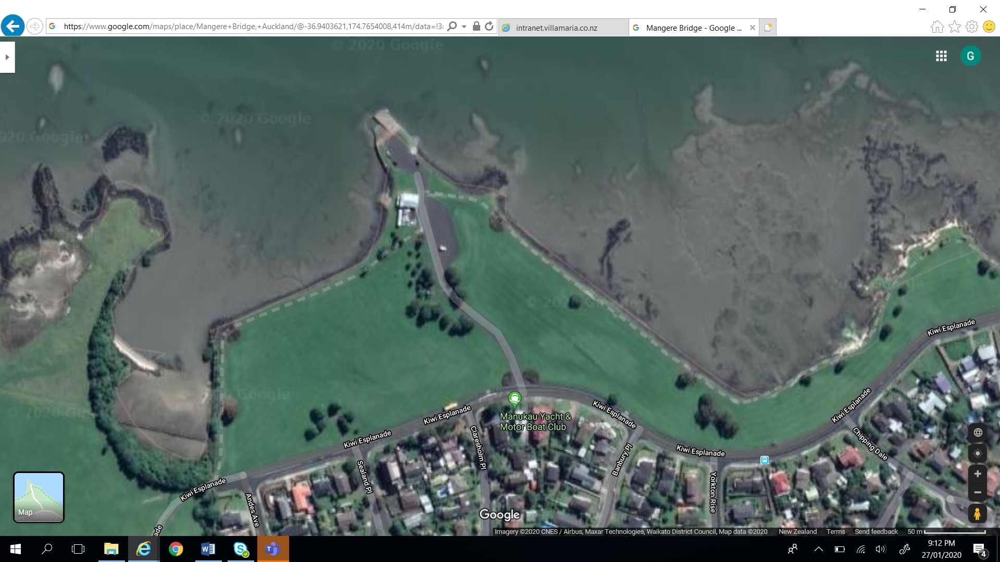 https://www.google.com/maps/place/Mangere+Bridge,+Auckland/@-36.9403621,174.7654008,414m/data=!3
intranet.villamaria.co.nz
Mangere Bridge - Google ...
G
© 2020 Google
© 2020 Google
2020 Google
Kiwi Esplanade
Kiwi Esplanade
Kiwi Esplanade
Kiwi Esplanade
Manukau Yacht &
Motor Boat Club
Kiwi Esplanade
Kiwi Esplanade
Kiwi Esplanade
Claresholm Pl
Sealand Pl
Banbury Pl
Yorkton Rise
Chipping Dale
Andes Ave
ade
Map
Google
Imagery ©2020 CNES / Airbus, Maxar Technologies, Waikato District Council, Map data ©2020
New Zealand
Terms
Send feedback
50 m
9:12 PM
27/01/2020
4